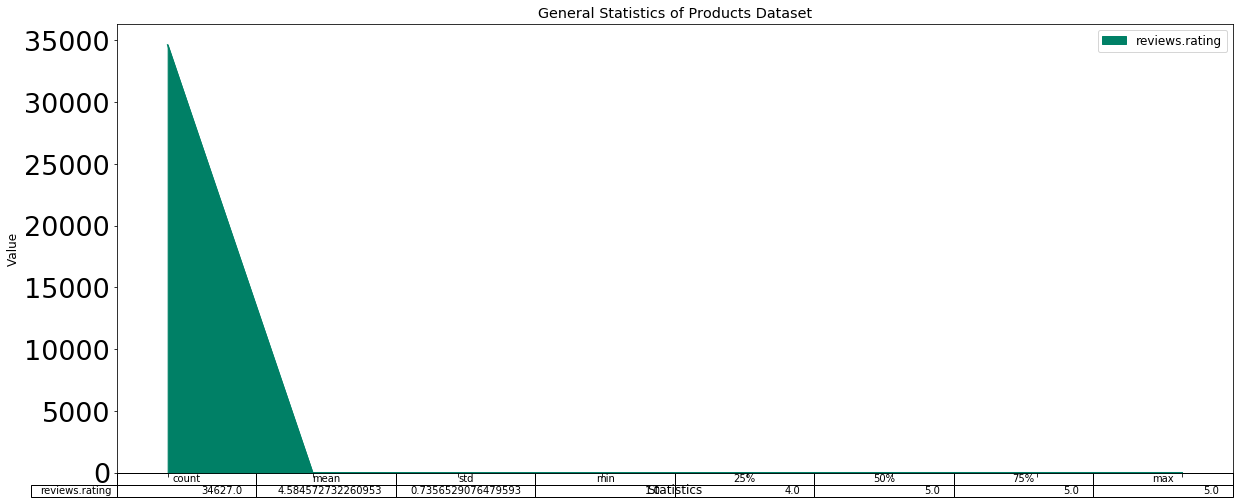 General Statistics of Products Dataset
reviews.rating
35000
30000
25000
20000
15000
10000
5000
0
Value
count mean std min 25% 50% 75% max
reviews.rating 34627.0 4.584572732260953 0.7356529076479593 1.0 4.0 5.0 5.0 5.0
Statistics